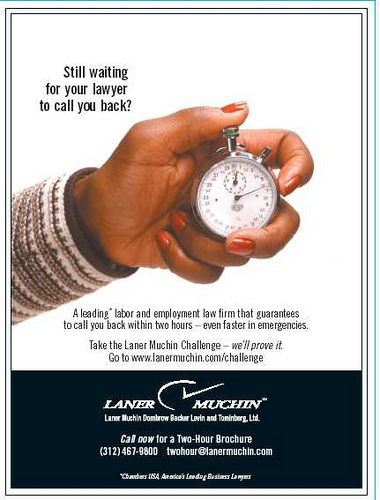 Still waiting
for your lawyer
to call you back?
A leading* labor and employment law firm that guarantees
to call you back within two hours – even faster in emergencies.
Take the Laner Muchin Challenge – we'll prove it.
Go to www.lanermuchin.com/challenge
LANER MUCHIN™
Laner Muchin Dombrow Becker Levin and Tominberg, Ltd.
Call now for a Two-Hour Brochure
(312) 467-9800 twohour@lanermuchin.com
*Chambers USA, America's Leading Business Lawyers